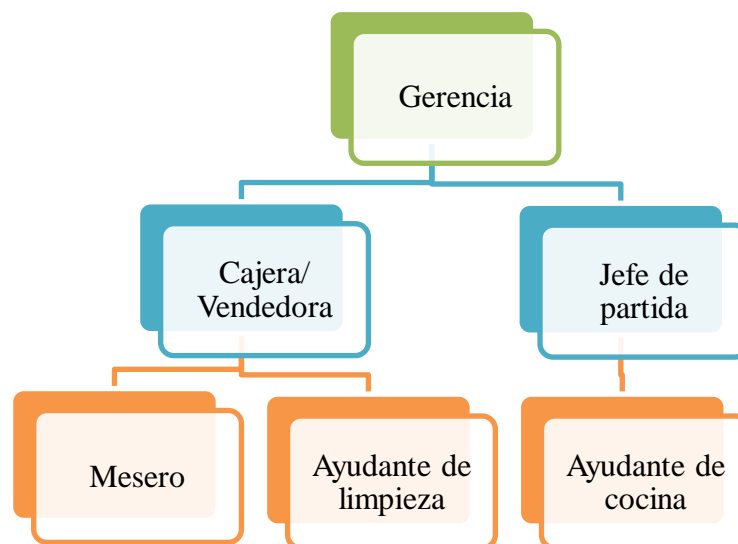 Gerencia
Cajera/
Vendedora
Jefe de
partida
Mesero
Ayudante de
limpieza
Ayudante de
cocina